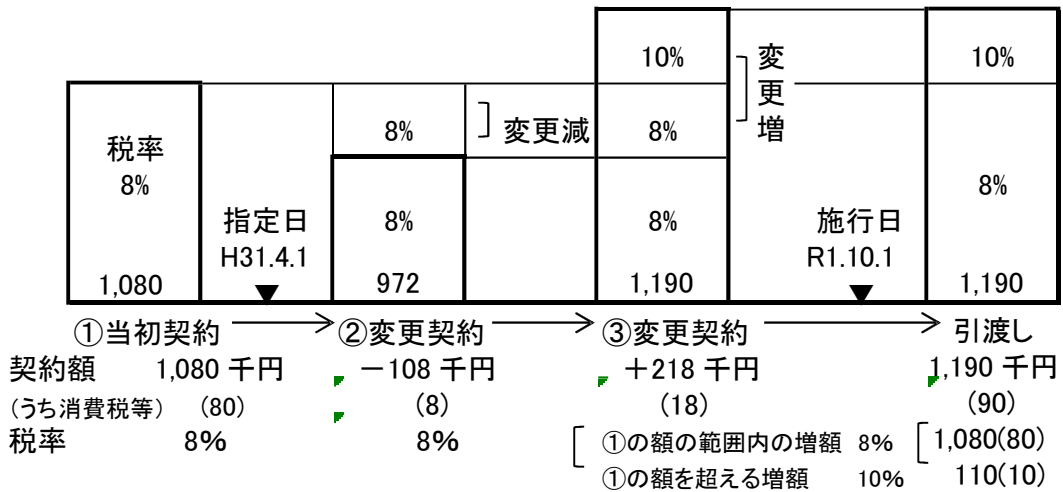 10%
変更増
10%
8%
変更減
8%
税率
8%
8%
指定日
H31.4.1
8%
8%
施行日
R1.10.1
1,080
972
1,190
1,190
①当初契約
②変更契約
③変更契約
引渡し
契約額 1,080 千円 －108 千円 ＋218 千円 1,190 千円
(うち消費税等) (80) (8) (18) (90)
税率 8% 8% ①の額の範囲内の増額 8% 1,080(80)
①の額を超える増額 10% 110(10)